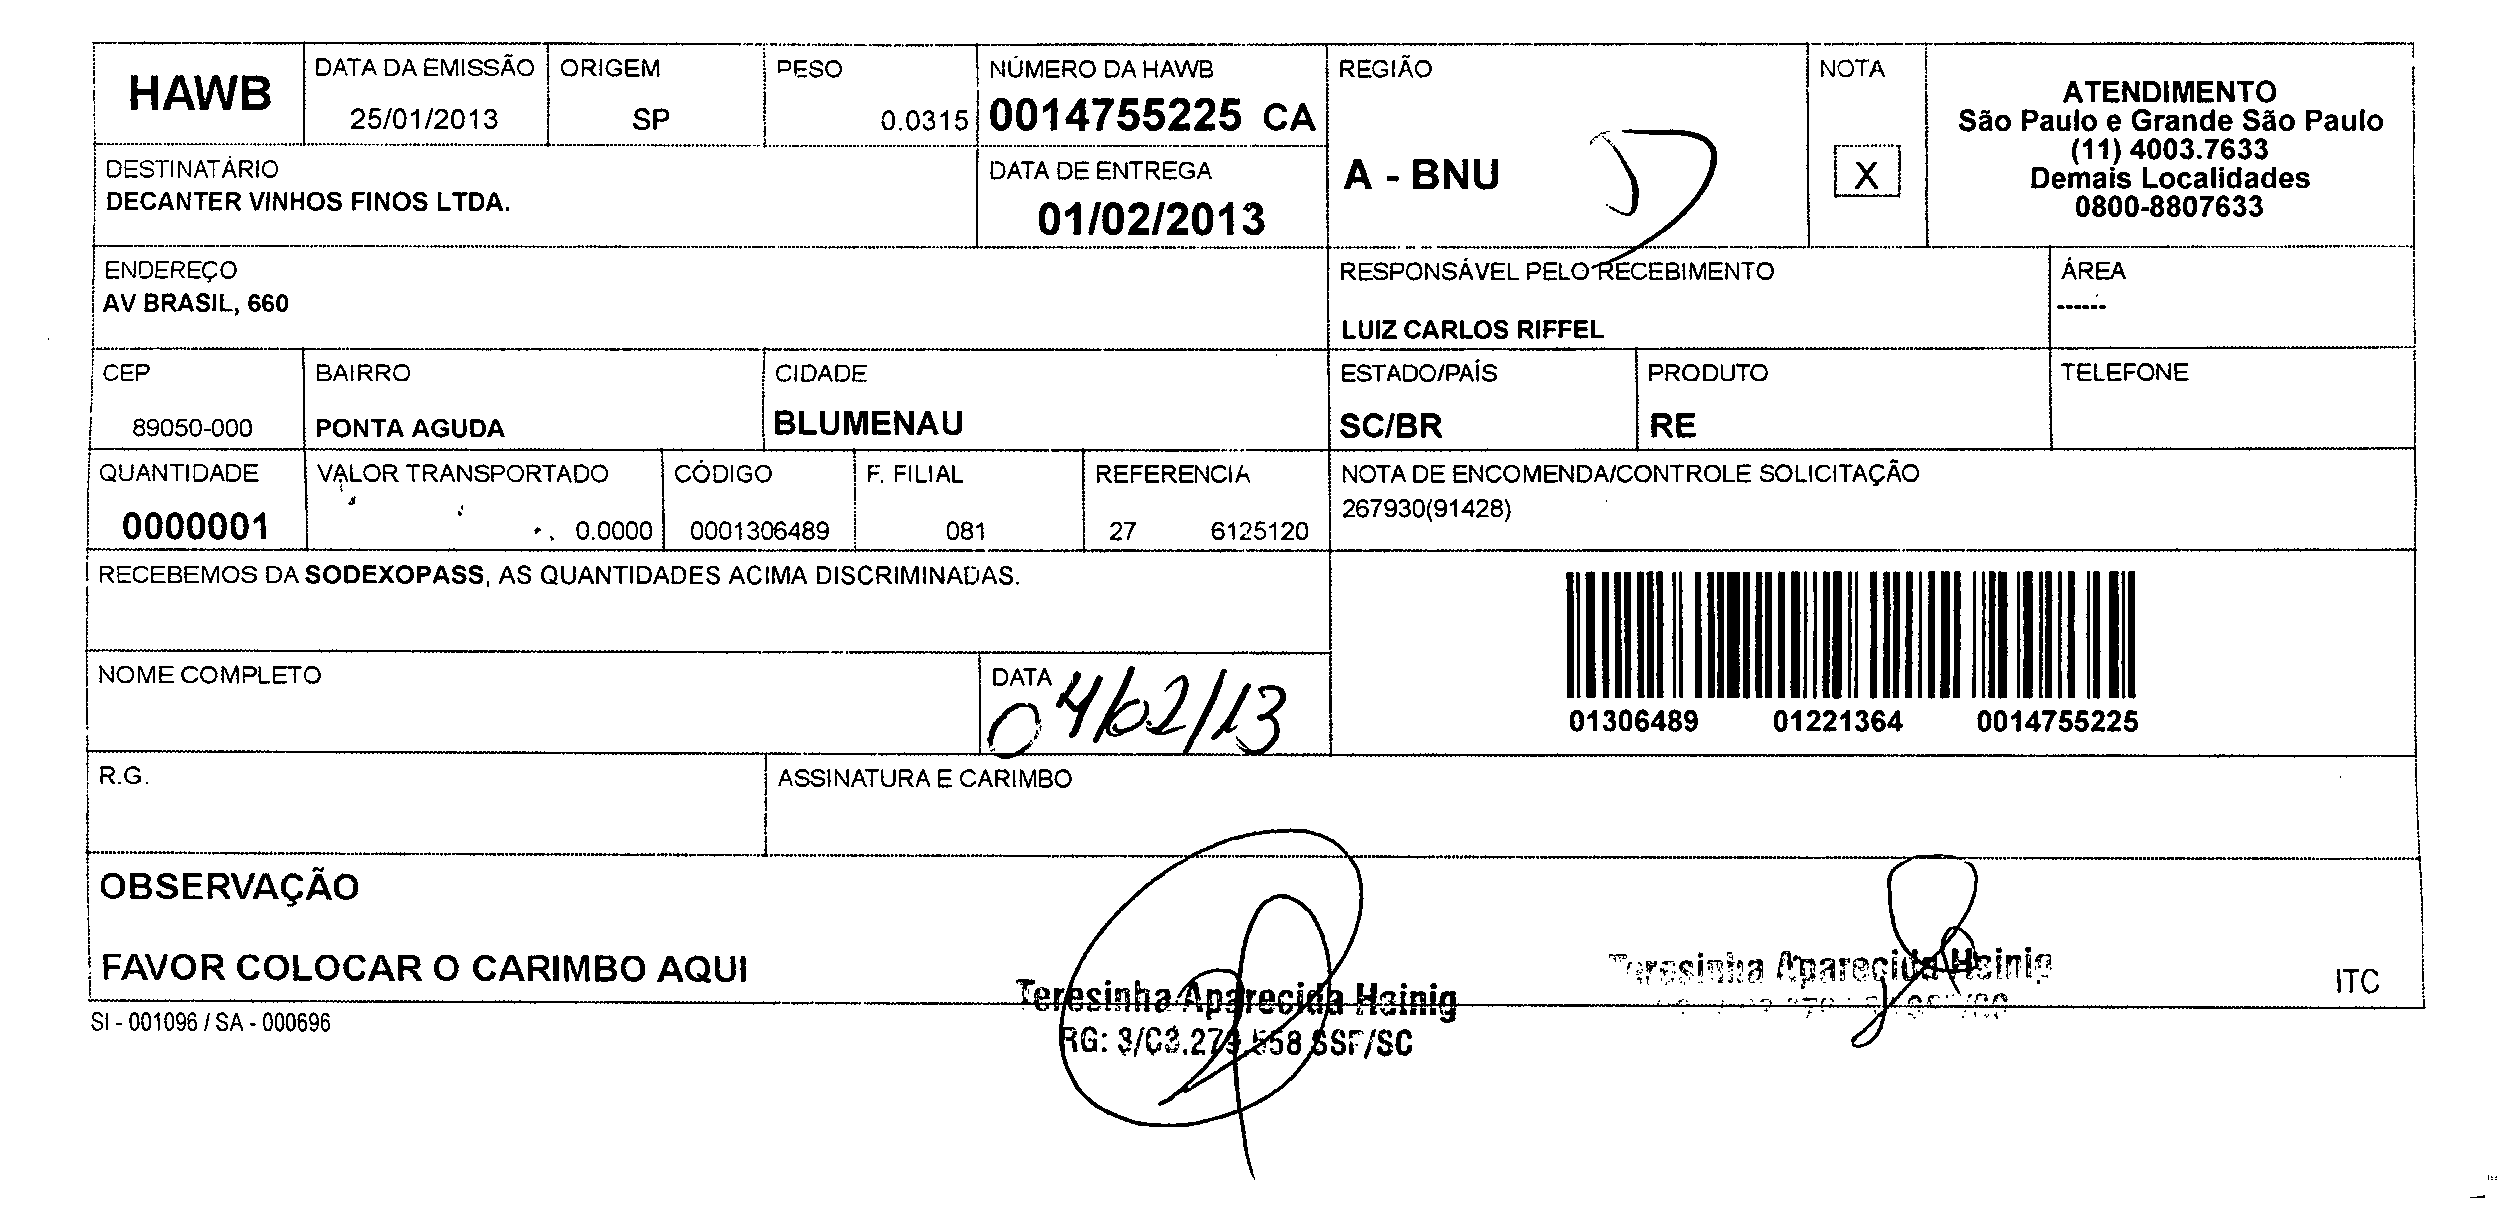 HAWB
DATA DA EMISSÃO
25/01/2013
ORIGEM
SP
PESO
0.0315
NÚMERO DA HAWB
0014755225 CA
REGIÃO
A - BNU
NOTA
X
ATENDIMENTO
São Paulo e Grande São Paulo
(11) 4003.7633
Demais Localidades
0800-8807633
DESTINATÁRIO
DECANTER VINHOS FINOS LTDA.
DATA DE ENTREGA
01/02/2013
ENDEREÇO
AV BRASIL, 660
RESPONSÁVEL PELO RECEBIMENTO
LUIZ CARLOS RIFFEL
ÁREA
------
CEP
89050-000
BAIRRO
PONTA AGUDA
CIDADE
BLUMENAU
ESTADO/PAÍS
SC/BR
PRODUTO
RE
TELEFONE
QUANTIDADE
0000001
VALOR TRANSPORTADO
0.0000
CÓDIGO
0001306489
F. FILIAL
081
REFERENCIA
27 6125120
NOTA DE ENCOMENDA/CONTROLE SOLICITAÇÃO
267930(91428)
RECEBEMOS DA SODEXOPASS, AS QUANTIDADES ACIMA DISCRIMINADAS.
01306489 01221364 0014755225
NOME COMPLETO
DATA
04/02/13
R.G.
ASSINATURA E CARIMBO
OBSERVAÇÃO
FAVOR COLOCAR O CARIMBO AQUI
Teresinha Aparecida Heinig
RG: 3/C3.273.558 SSP/SC
Teresinha Aparecida Heinig
ITC
SI - 001096 / SA - 000696